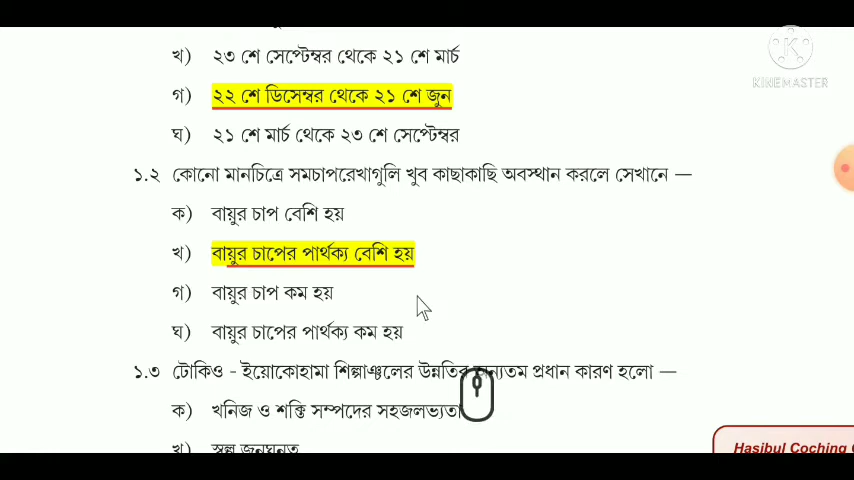 খ) ২৩ শে সেপ্টেম্বর থেকে ২১ শে মার্চ
KINEMASTER
গ) ২২ শে ডিসেম্বর থেকে ২১ শে জুন
ঘ) ২১ শে মার্চ থেকে ২৩ শে সেপ্টেম্বর
১.২ কোনো মানচিত্রে সমচাপরেখাগুলি খুব কাছাকাছি অবস্থান করলে সেখানে —
ক) বায়ুর চাপ বেশি হয়
খ) বায়ুর চাপের পার্থক্য বেশি হয়
গ) বায়ুর চাপ কম হয়
ঘ) বায়ুর চাপের পার্থক্য কম হয়
১.৩ টোকিও - ইয়োকোহামা শিল্পাঞ্চলের উন্নতির অন্যতম প্রধান কারণ হলো —
ক) খনিজ ও শক্তি সম্পদের সহজলভ্যতা
খ) স্বল্প জনঘনত্ব
Hasibul Coching